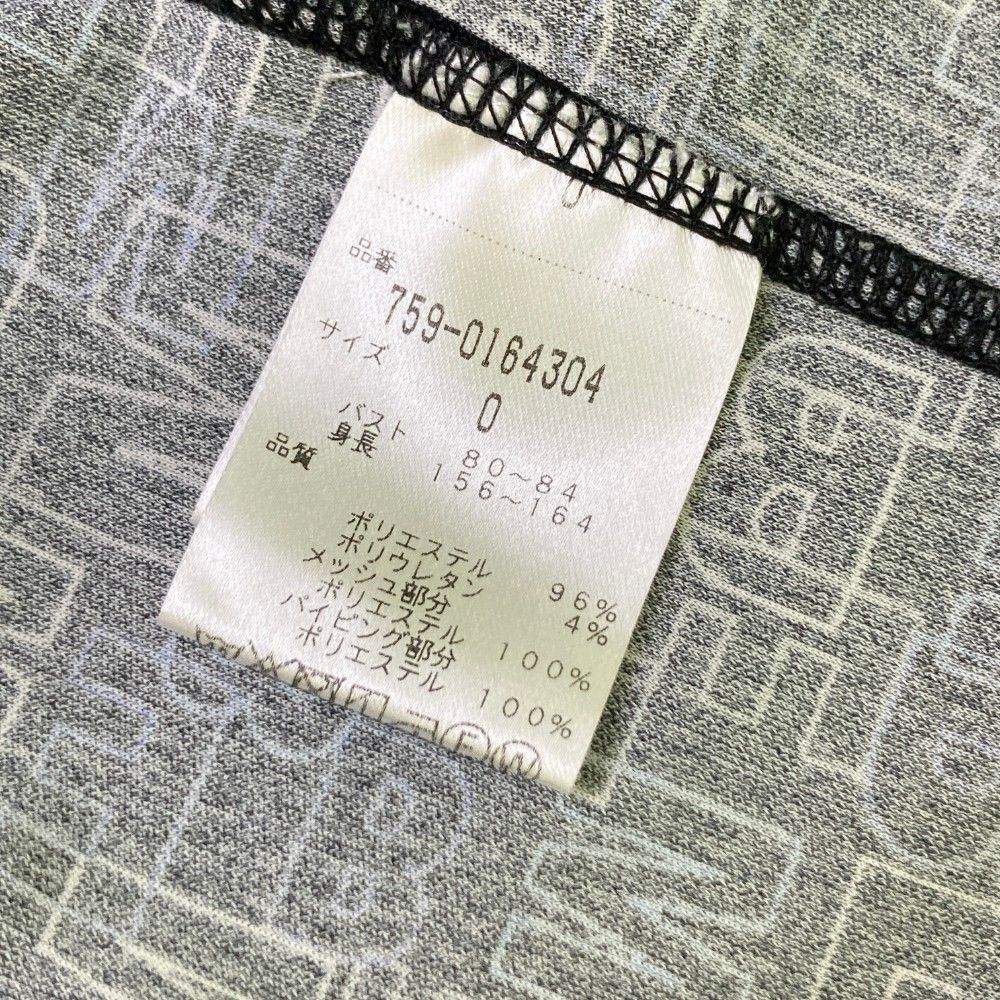 品番
759-0164304
サイズ
0
バスト 80～84
身長 156～164
品質
ポリエステル 96%
ポリウレタン 4%
メッシュ部分
ポリエステル 100%
パイピング部分
ポリエステル 100%